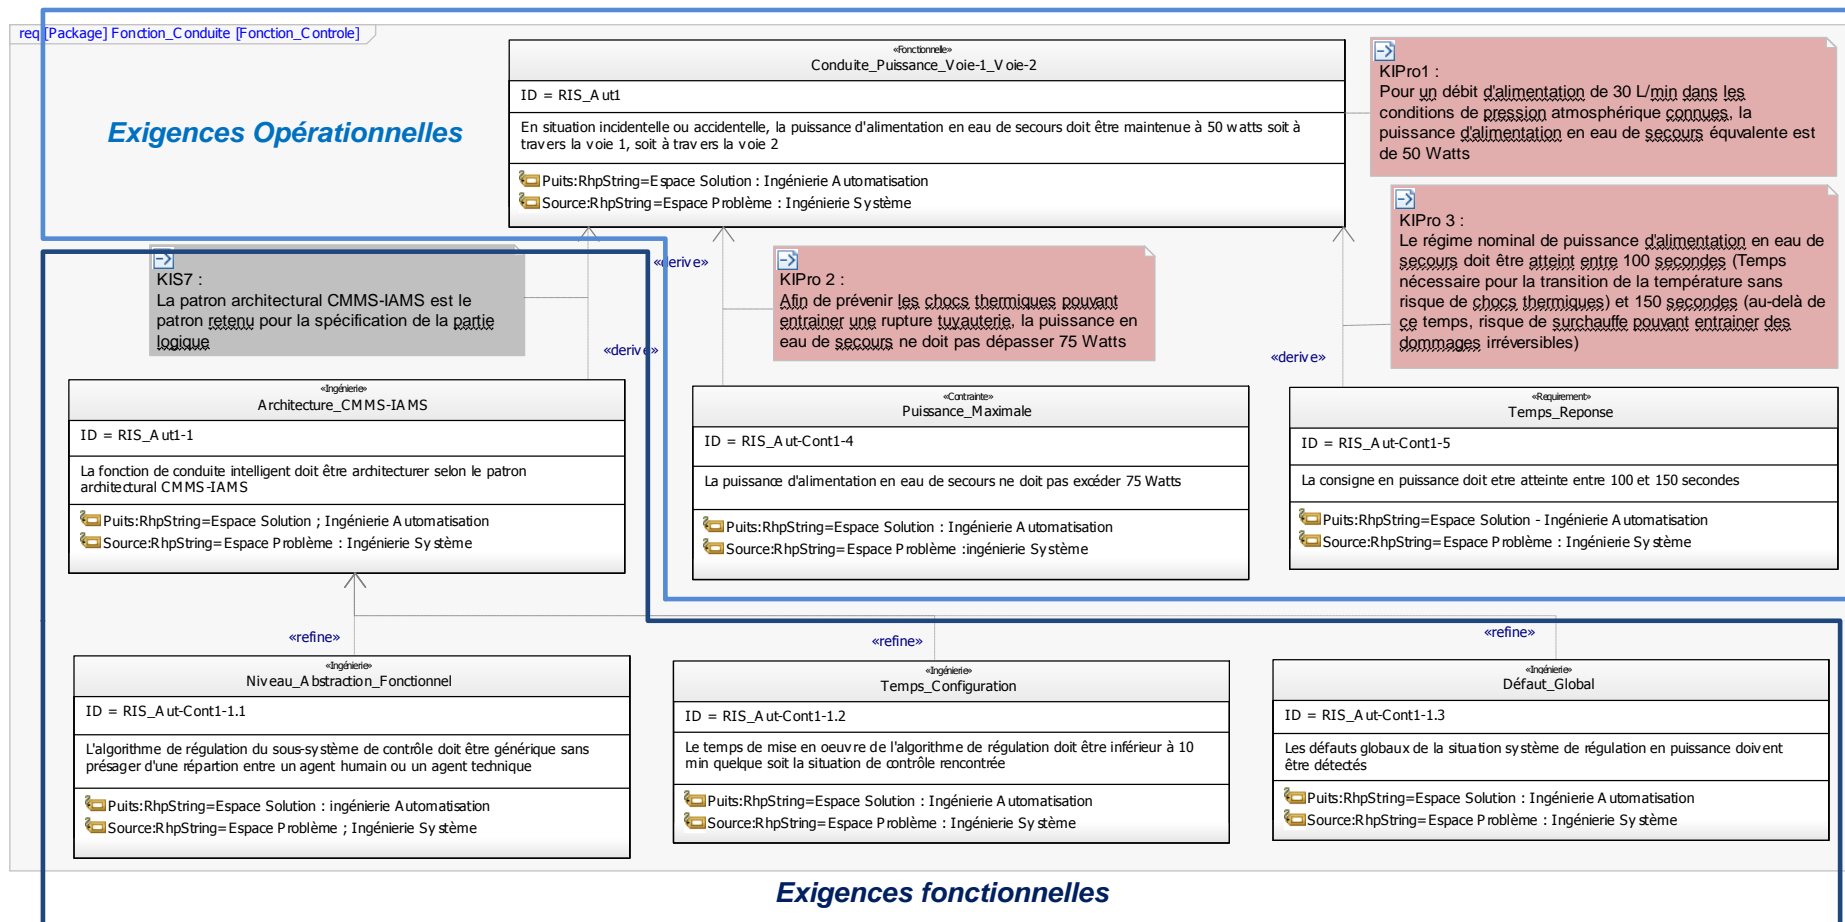 req [Package] Fonction_Conduite [Fonction_Controle]
Exigences Opérationnelles
«Fonctionnelle»
Conduite_Puissance_Voie-1_Voie-2
ID = RIS_Aut1
En situation incidentelle ou accidentelle, la puissance d'alimentation en eau de secours doit être maintenue à 50 watts soit à
travers la voie 1, soit à travers la voie 2
Puits:RhpString=Espace Solution : Ingénierie Automatisation
Source:RhpString=Espace Problème : Ingénierie Système
KIPro1 :
Pour un débit d'alimentation de 30 L/min dans les
conditions de pression atmosphérique connues, la
puissance d'alimentation en eau de secours équvalente est
de 50 Watts
KIPro 3 :
Le régime nominal de puissance d'alimentation en eau de
secours doit être atteint entre 100 secondes (Temps
nécessaire pour la transition de la température sans
risque de chocs thermiques) et 150 secondes (au-delà de
ce temps, risque de surchauffe pouvant entrainer des
dommages irréversibles)
KIS7 :
La patron architectural CMMS-IAMS est le
patron retenu pour la spécification de la partie
logique
«derive»
KIPro 2 :
Afin de prévenir les chocs thermiques pouvant
entrainer une rupture tuyauterie, la puissance en
eau de secours ne doit pas dépasser 75 Watts
«derive»
«derive»
«Ingénierie»
Architecture_CMMS-IAMS
ID = RIS_Aut1-1
La fonction de conduite intelligent doit être architecturer selon le patron
architectural CMMS-IAMS
Puits:RhpString=Espace Solution ; Ingénierie Automatisation
Source:RhpString=Espace Problème : Ingénierie Système
«Contrainte»
Puissance_Maximale
ID = RIS_Aut-Cont1-4
La puissance d'alimentation en eau de secours ne doit pas excéder 75 Watts
Puits:RhpString=Espace Solution : Ingénierie Automatisation
Source:RhpString=Espace Problème :ingénierie Système
«Requirement»
Temps_Reponse
ID = RIS_Aut-Cont1-5
La consigne en puissance doit etre atteinte entre 100 et 150 secondes
Puits:RhpString=Espace Solution - Ingénierie Automatisation
Source:RhpString=Espace Problème : Ingénierie Système
«refine»
«refine»
«refine»
«Ingénierie»
Niveau_Abstraction_Fonctionnel
ID = RIS_Aut-Cont1-1.1
L'algorithme de régulation du sous-système de contrôle doit être générique sans
présager d'une répartion entre un agent humain ou un agent technique
Puits:RhpString=Espace Solution : ingénierie Automatisation
Source:RhpString=Espace Problème ; Ingénierie Système
«Ingénierie»
Temps_Configuration
ID = RIS_Aut-Cont1-1.2
Le temps de mise en oeuvre de l'algorithme de régulation doit être inférieur à 10
min quelque soit la situation de contrôle rencontrée
Puits:RhpString=Espace Solution : Ingénierie Automatisation
Source:RhpString=Espace Problème : Ingénierie Système
«Ingénierie»
Défaut_Global
ID = RIS_Aut-Cont1-1.3
Les défauts globaux de la situation système de régulation en puissance doivent
être détectés
Puits:RhpString=Espace Solution : Ingénierie Automatisation
Source:RhpString=Espace Problème : Ingénierie Système
Exigences fonctionnelles